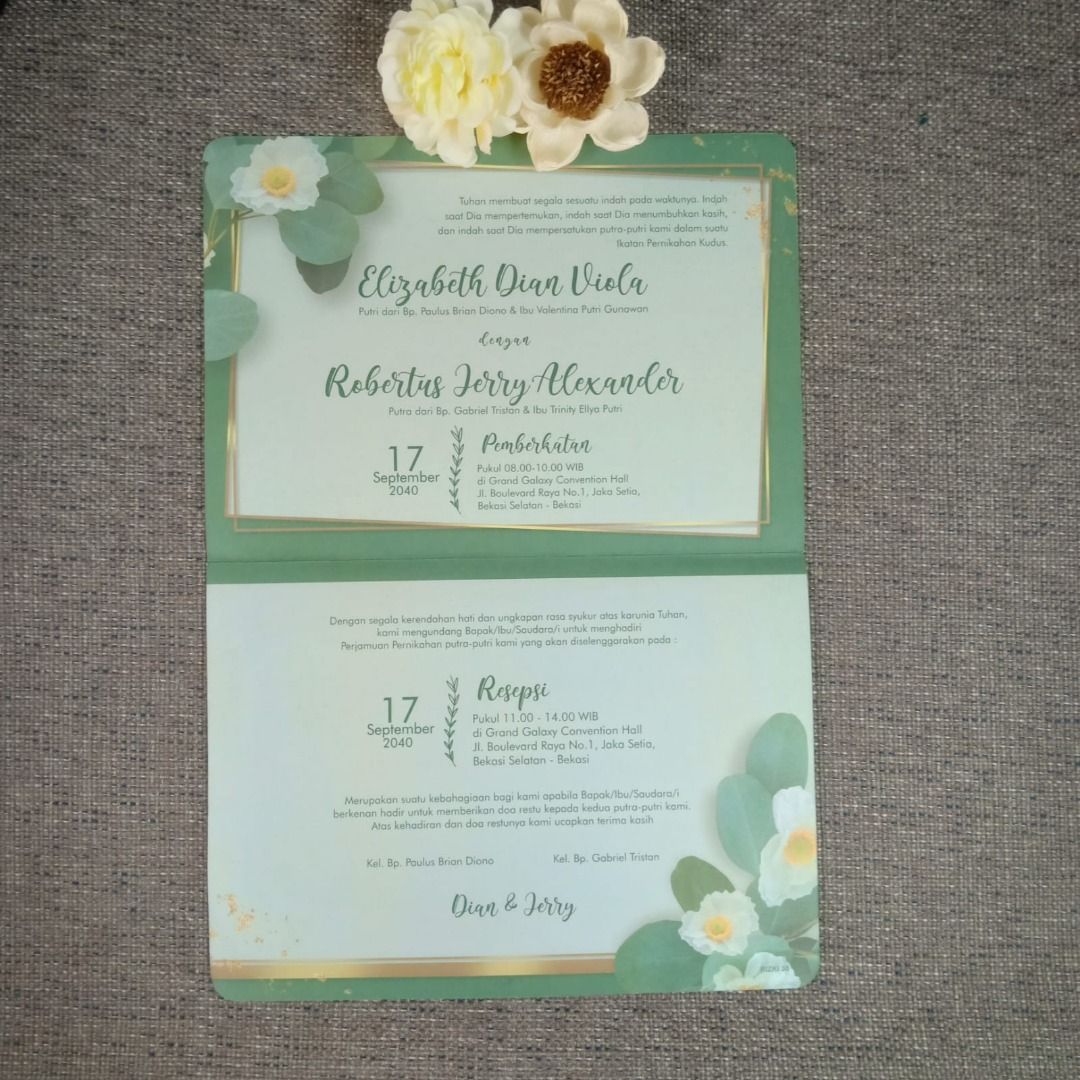 Tuhan membuat segala sesuatu indah pada waktunya. Indah
saat Dia mempertemukan, indah saat Dia menumbuhkan kasih,
dan indah saat Dia mempersatukan putra-putri kami dalam suatu
Ikatan Pernikahan Kudus.
Elizabeth Dian Viola
Putri dari Bp. Paulus Brian Diono & Ibu Valentina Putri Gunawan
dengan
Robertus Jerry Alexander
Putra dari Bp. Gabriel Tristan & Ibu Trinity Ellya Putri
17
September
2040
Pemberkatan
Pukul 08.00-10.00 WIB
di Grand Galaxy Convention Hall
Jl. Boulevard Raya No.1, Jaka Setia,
Bekasi Selatan - Bekasi
Dengan segala kerendahan hati dan ungkapan rasa syukur atas karunia Tuhan,
kami mengundang Bapak/Ibu/Saudara/i untuk menghadiri
Perjamuan Pernikahan putra-putri kami yang akan diselenggarakan pada :
17
September
2040
Resepsi
Pukul 11.00 - 14.00 WIB
di Grand Galaxy Convention Hall
Jl. Boulevard Raya No.1, Jaka Setia,
Bekasi Selatan - Bekasi
Merupakan suatu kebahagiaan bagi kami apabila Bapak/Ibu/Saudara/i
berkenan hadir untuk memberikan doa restu kepada kedua putra-putri kami.
Atas kehadiran dan doa restunya kami ucapkan terima kasih
Kel. Bp. Paulus Brian Diono
Kel. Bp. Gabriel Tristan
Dian & Jerry